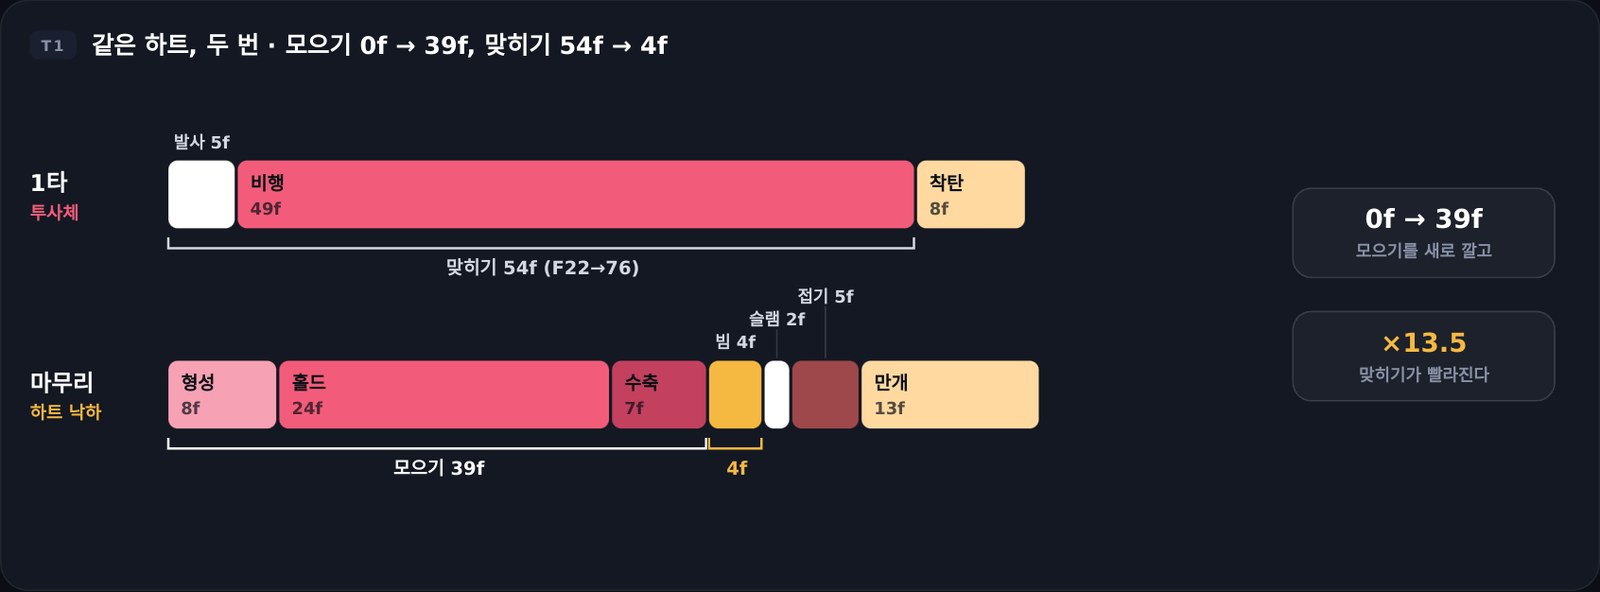 T1
같은 하트, 두 번 · 모으기 0f → 39f, 맞히기 54f → 4f
발사 5f
1타
투사체
비행
49f
착탄
8f
맞히기 54f (F22→76)
0f → 39f
모으기를 새로 깔고
×13.5
맞히기가 빨라진다
접기 5f
슬램 2f
빔 4f
마무리
하트 낙하
형성
8f
홀드
24f
수축
7f
만개
13f
모으기 39f
4f